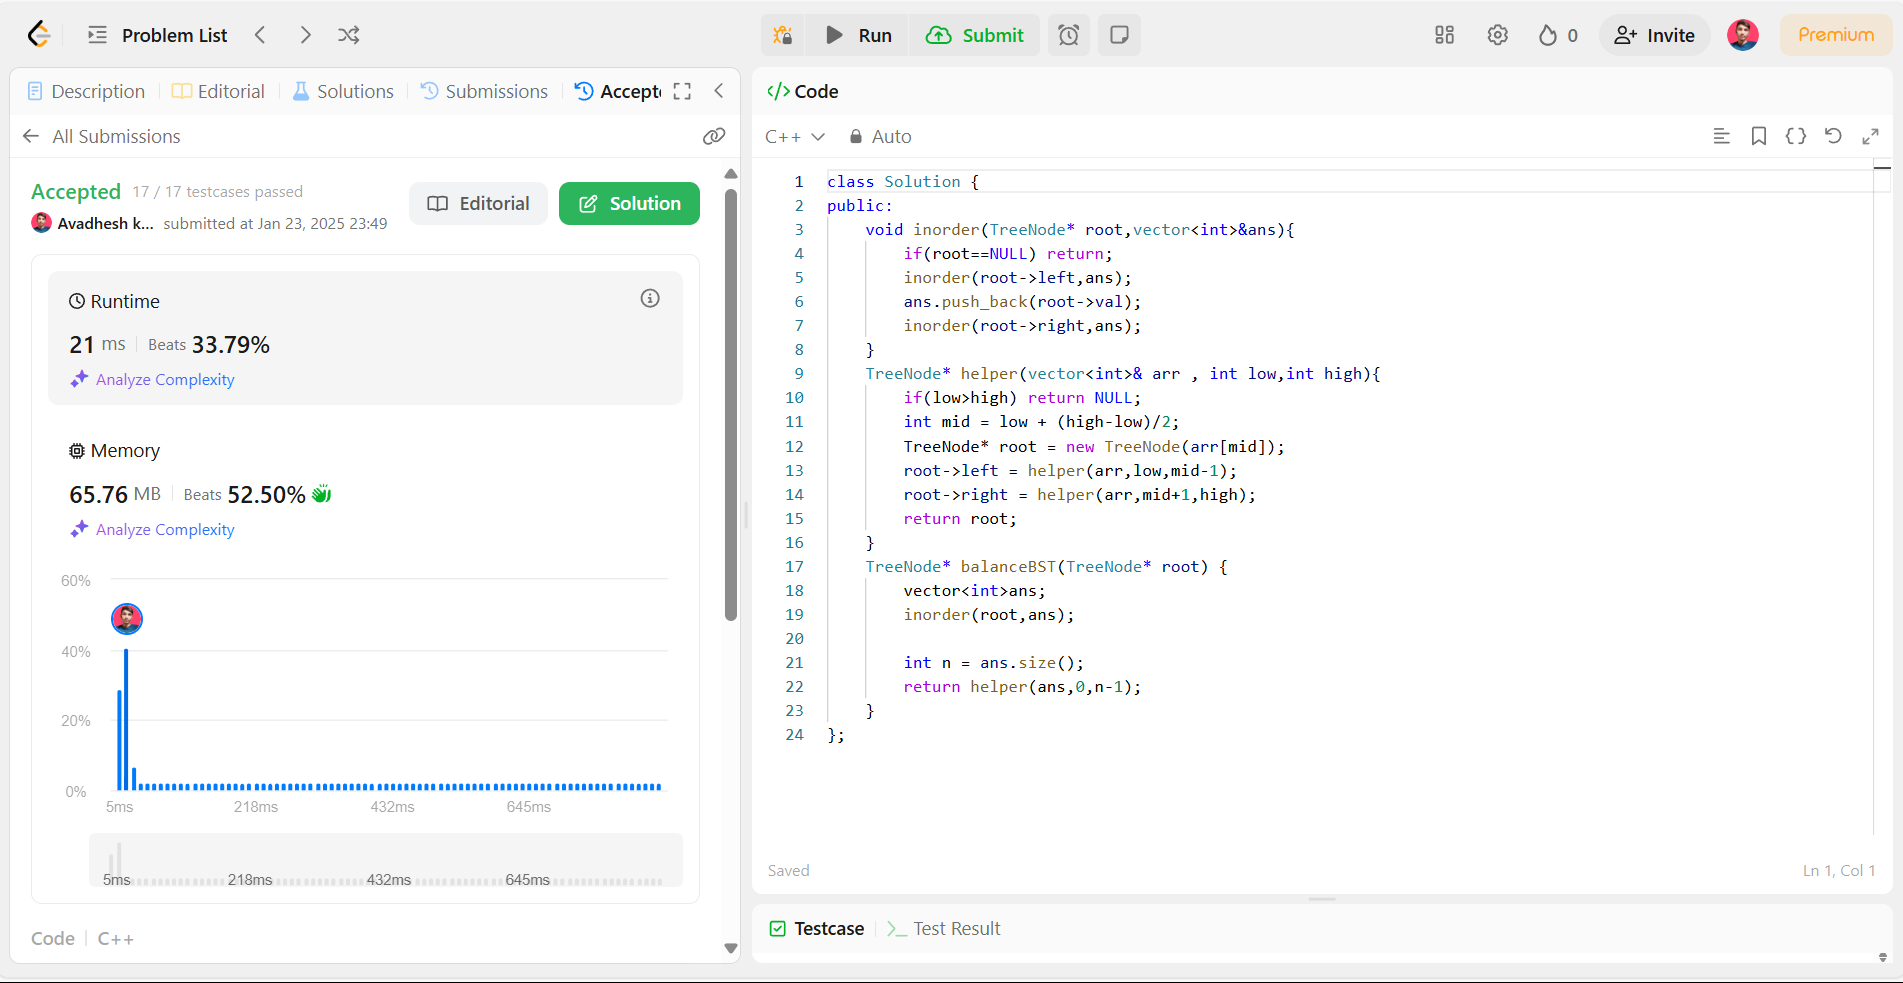 Problem List
Run
Submit
0
Invite
Premium
Description
Editorial
Solutions
Submissions
Accepte
All Submissions
Accepted 17 / 17 testcases passed
Avadhesh k... submitted at Jan 23, 2025 23:49
Editorial
Solution
Runtime
21 ms Beats 33.79%
Analyze Complexity
Memory
65.76 MB Beats 52.50%
Analyze Complexity
60%
40%
20%
0%
5ms 218ms 432ms 645ms
5ms 218ms 432ms 645ms
Code C++
</> Code
C++ Auto
1 class Solution {
2 public:
3     void inorder(TreeNode* root,vector<int>&ans){
4         if(root==NULL) return;
5         inorder(root->left,ans);
6         ans.push_back(root->val);
7         inorder(root->right,ans);
8     }
9     TreeNode* helper(vector<int>& arr , int low,int high){
10         if(low>high) return NULL;
11         int mid = low + (high-low)/2;
12         TreeNode* root = new TreeNode(arr[mid]);
13         root->left = helper(arr,low,mid-1);
14         root->right = helper(arr,mid+1,high);
15         return root;
16     }
17     TreeNode* balanceBST(TreeNode* root) {
18         vector<int>ans;
19         inorder(root,ans);
20
21         int n = ans.size();
22         return helper(ans,0,n-1);
23     }
24 };
Saved
Ln 1, Col 1
Testcase
Test Result